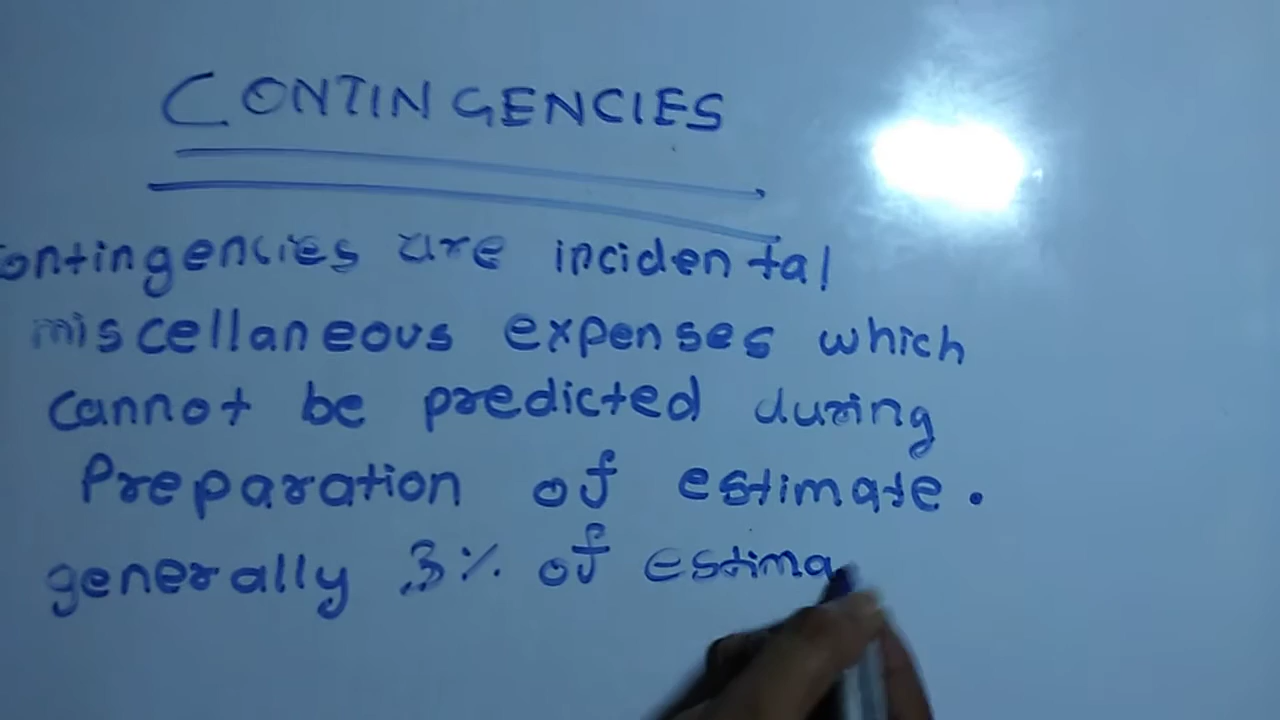 CONTINGENCIES
ontingencies are incidental
miscellaneous expenses which
cannot be predicted during
Preparation of estimate.
generally 3% of estima